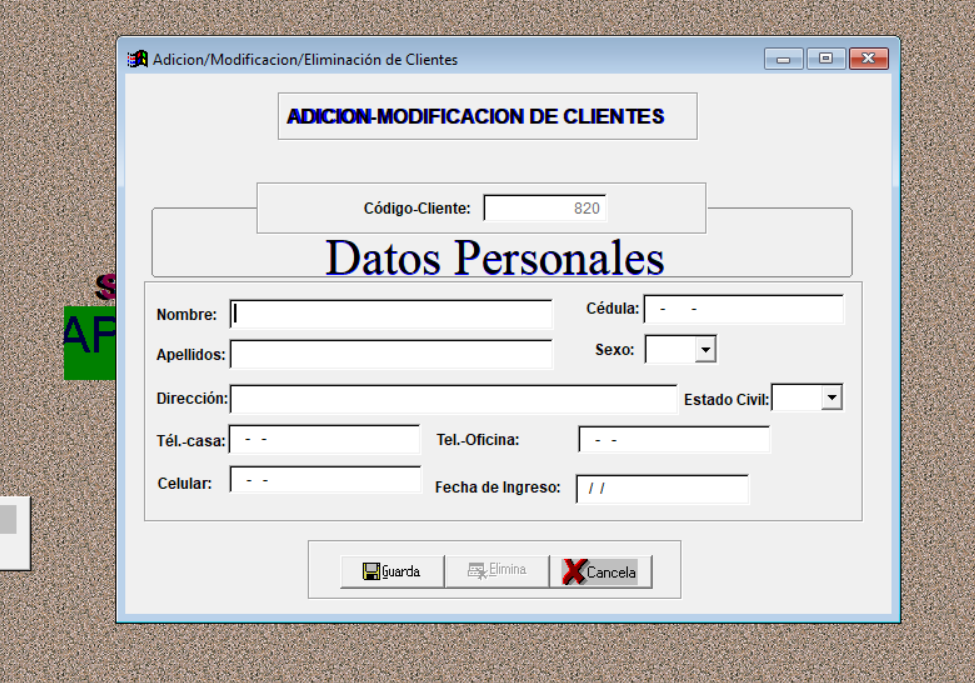 Adicion/Modificacion/Eliminación de Clientes
ADICION-MODIFICACION DE CLIENTES
Código-Cliente: 820
Datos Personales
Nombre:
Cédula: - -
Apellidos:
Sexo:
Dirección:
Estado Civil:
Tél.-casa: - -
Tel.-Oficina: - -
Celular: - -
Fecha de Ingreso: / /
Guarda
Elimina
Cancela
S
AP